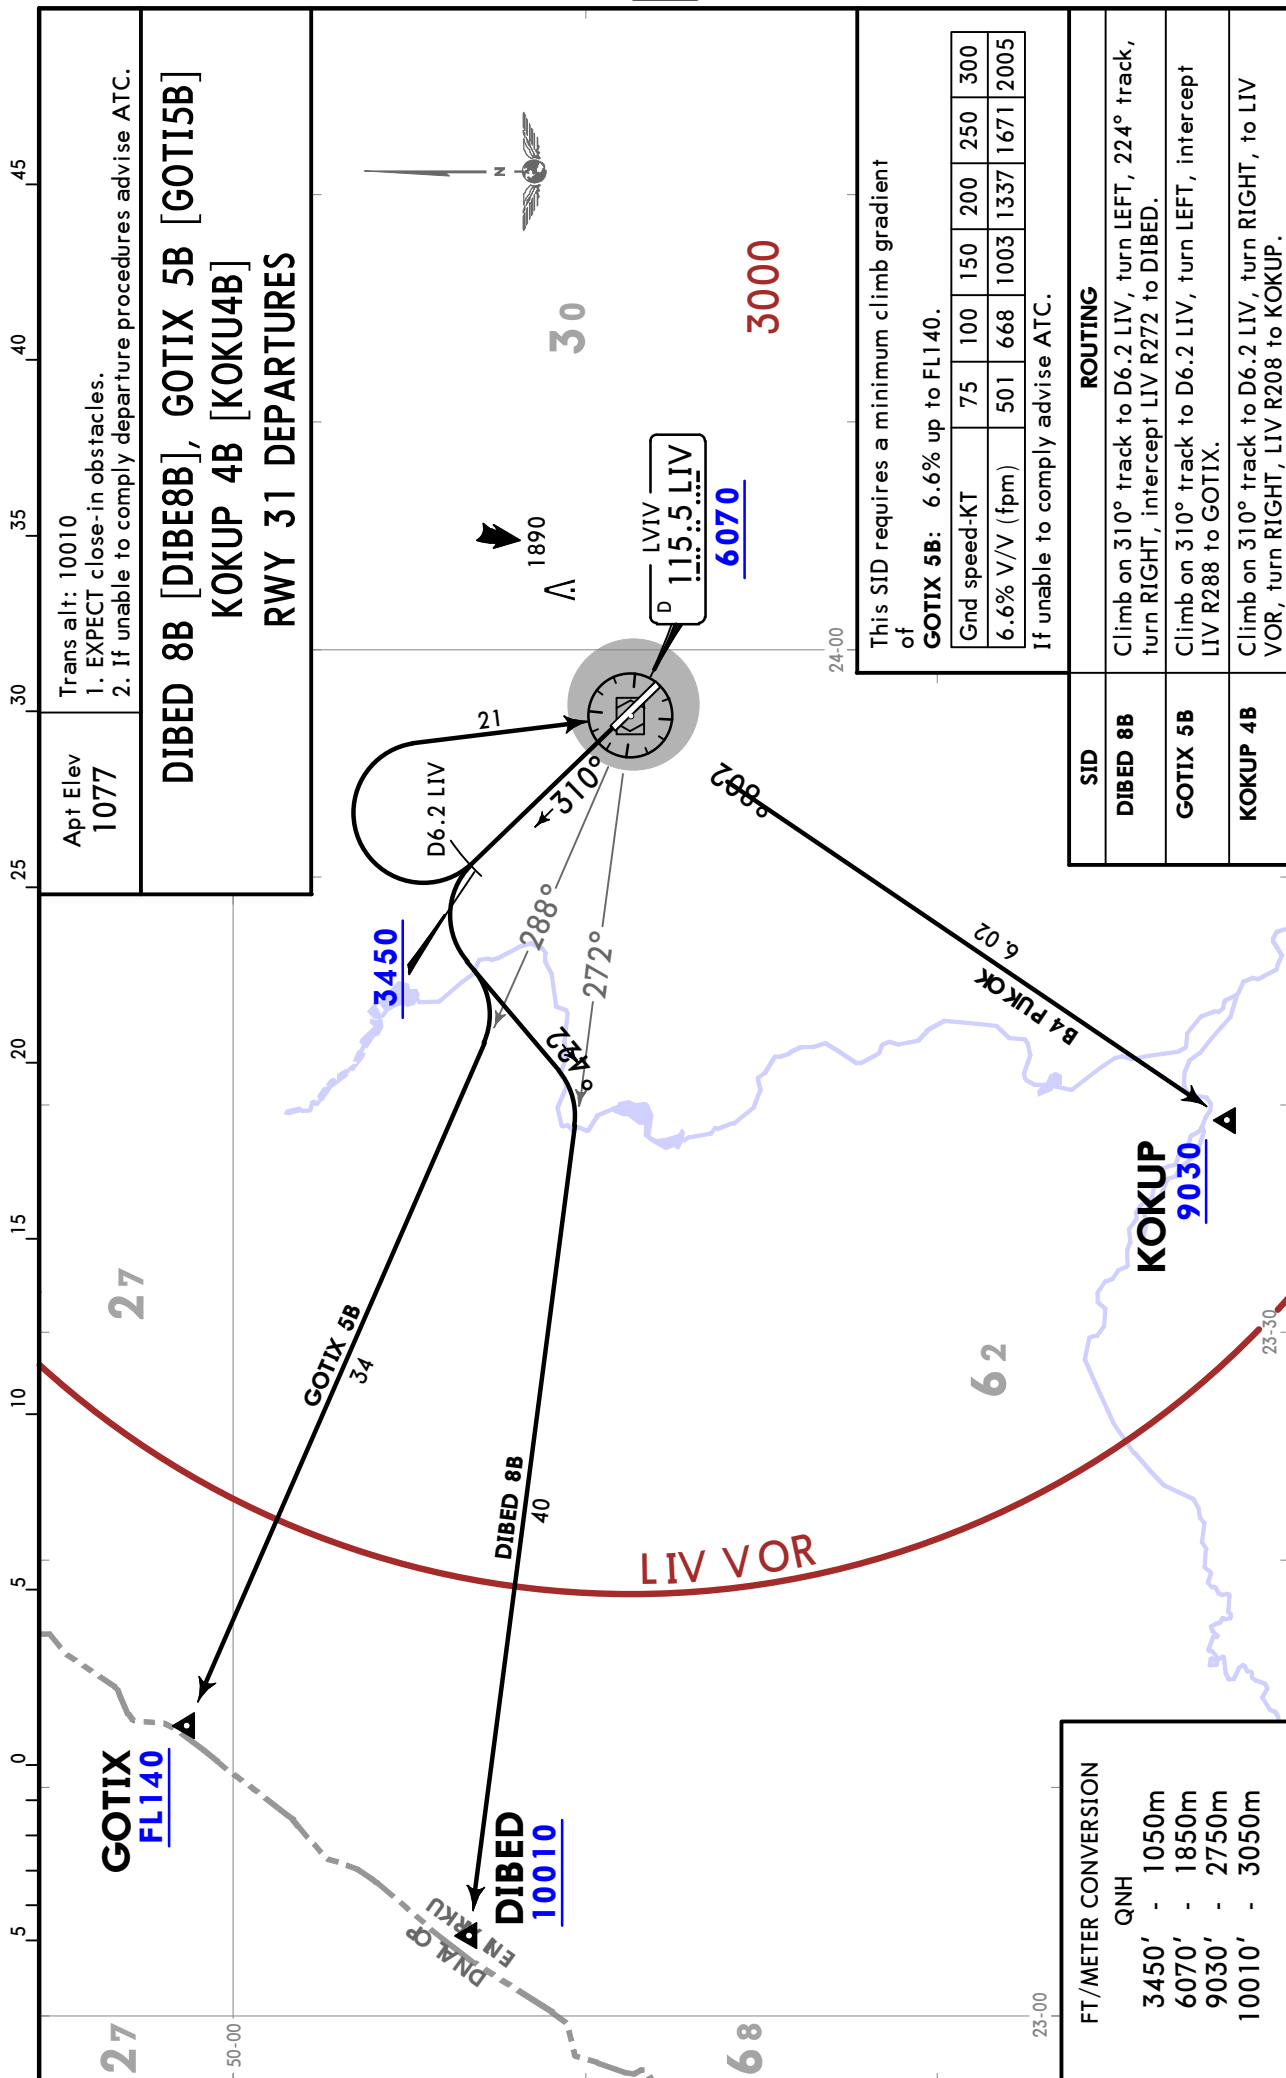 Apt Elev
1077
Trans alt: 10010
1. EXPECT close-in obstacles.
2. If unable to comply departure procedures advise ATC.
DIBED 8B [DIBE8B], GOTIX 5B [GOTI5B]
KOKUP 4B [KOKU4B]
RWY 31 DEPARTURES
5
0
5
10
15
20
25
30
35
40
45
N
27
30
3000
GOTIX
FL140
GOTIX 5B
34
3450
D6.2 LIV
21
310°
288°
272°
1890
LVIV
D 115.5 LIV
6070
DIBED
10010
DIBED 8B
40
LIV VOR
27
50-00
68
62
23-00
23-30
24-00
KOKUP
9030
This SID requires a minimum climb gradient
of
GOTIX 5B: 6.6% up to FL140.
Gnd speed-KT 75 100 150 200 250 300
6.6% V/V (fpm) 501 668 1003 1337 1671 2005
If unable to comply advise ATC.
SID ROUTING
DIBED 8B Climb on 310° track to D6.2 LIV, turn LEFT, 224° track,
turn RIGHT, intercept LIV R272 to DIBED.
GOTIX 5B Climb on 310° track to D6.2 LIV, turn LEFT, intercept
LIV R288 to GOTIX.
KOKUP 4B Climb on 310° track to D6.2 LIV, turn RIGHT, to LIV
VOR, turn RIGHT, LIV R208 to KOKUP.
FT/METER CONVERSION
QNH
3450' - 1050m
6070' - 1850m
9030' - 2750m
10010' - 3050m